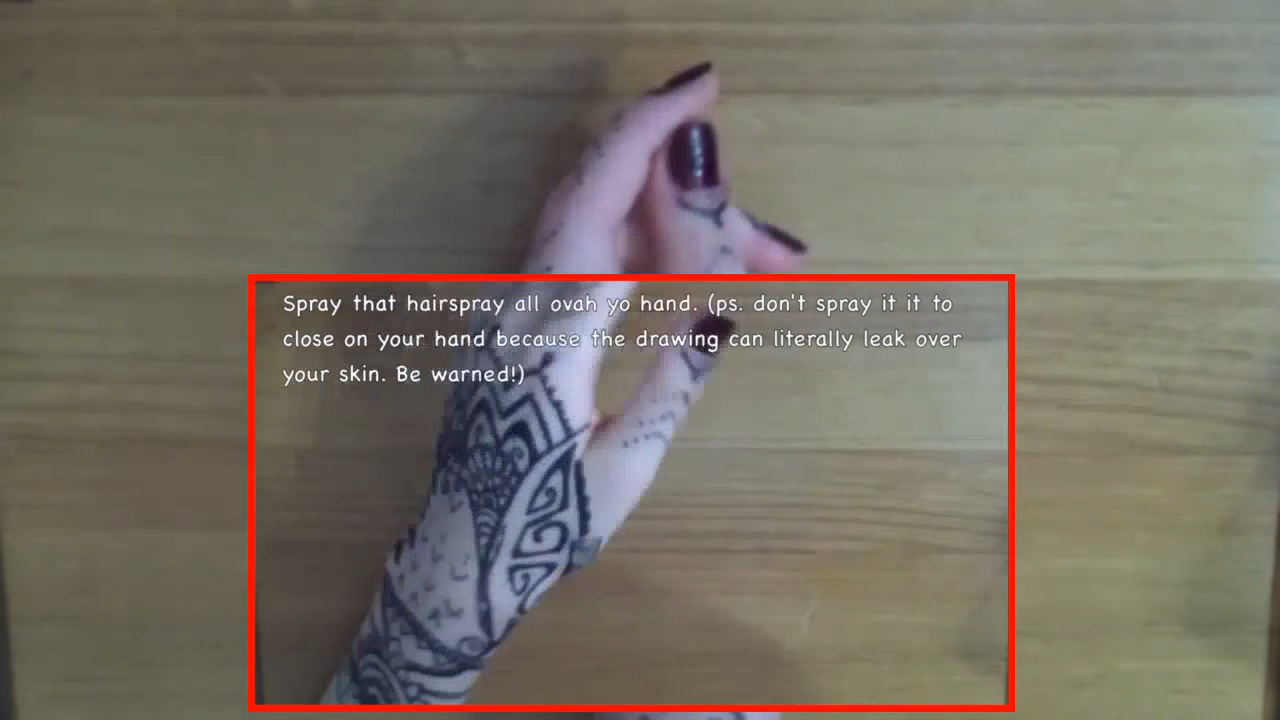 Spray that hairspray all ovah yo hand. (ps. don't spray it it to
close on your hand because the drawing can literally leak over
your skin. Be warned!)